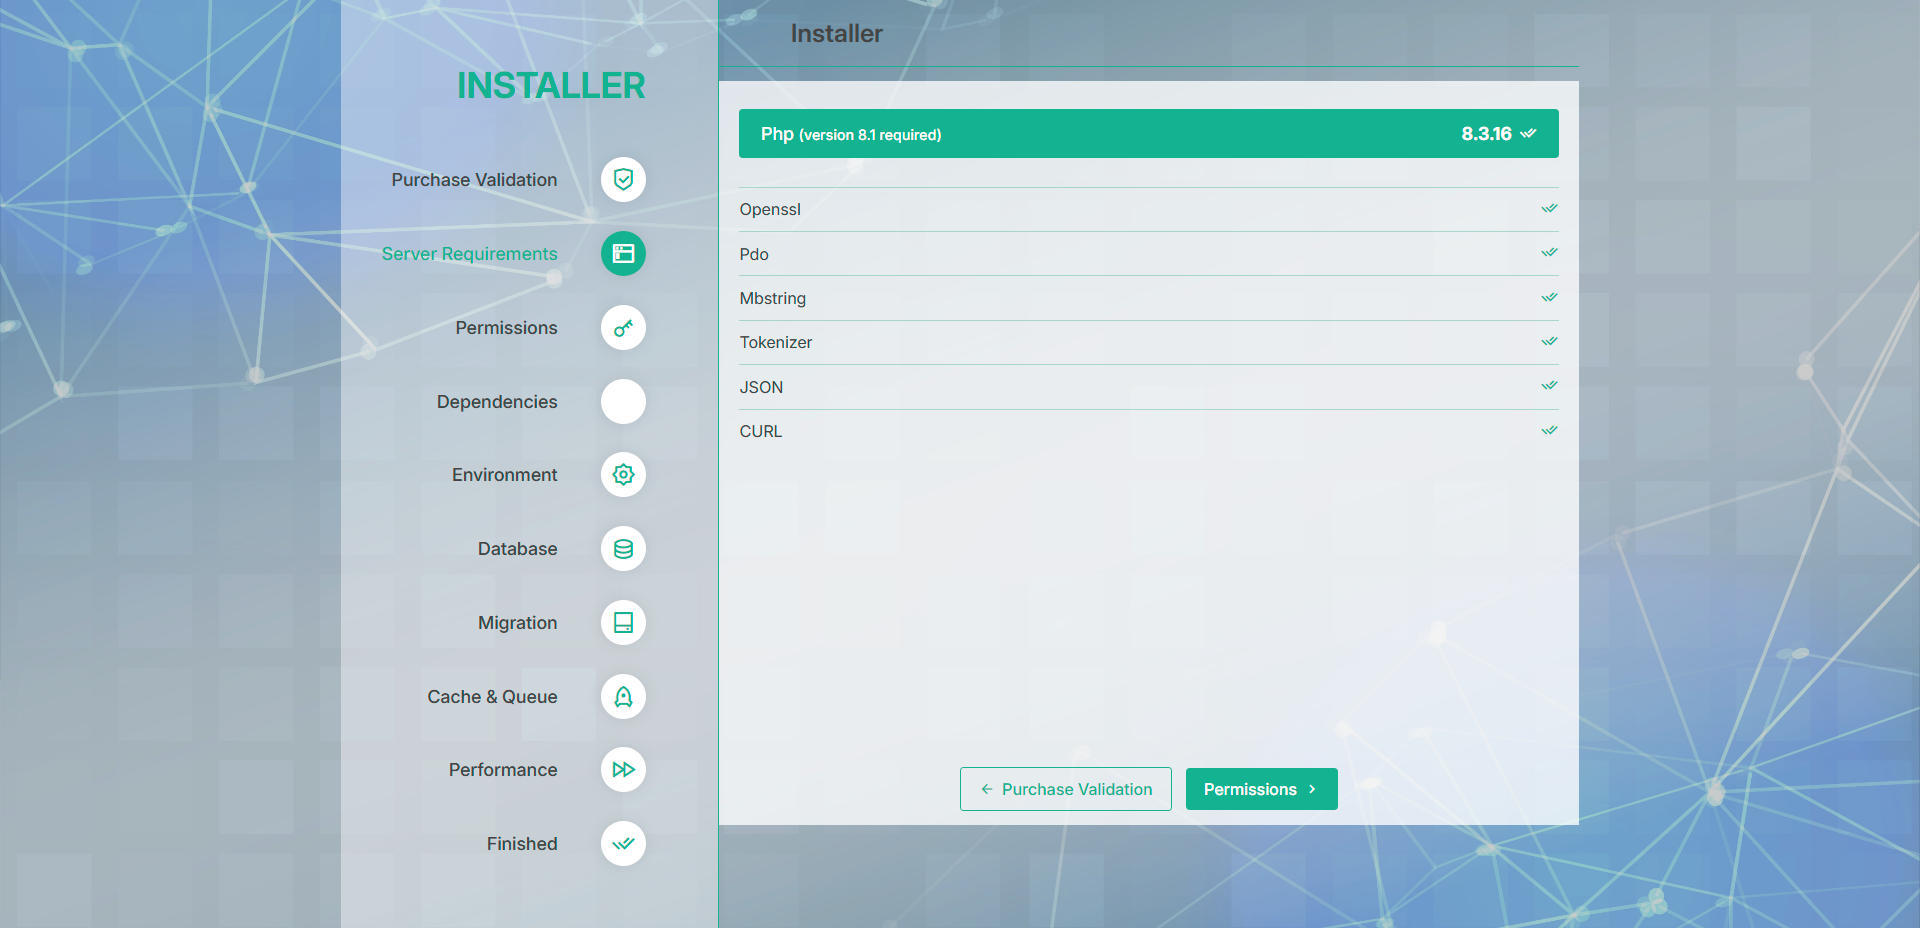 INSTALLER
Purchase Validation
Server Requirements
Permissions
Dependencies
Environment
Database
Migration
Cache & Queue
Performance
Finished
Installer
Php (version 8.1 required) 8.3.16
Openssl
Pdo
Mbstring
Tokenizer
JSON
CURL
Purchase Validation Permissions